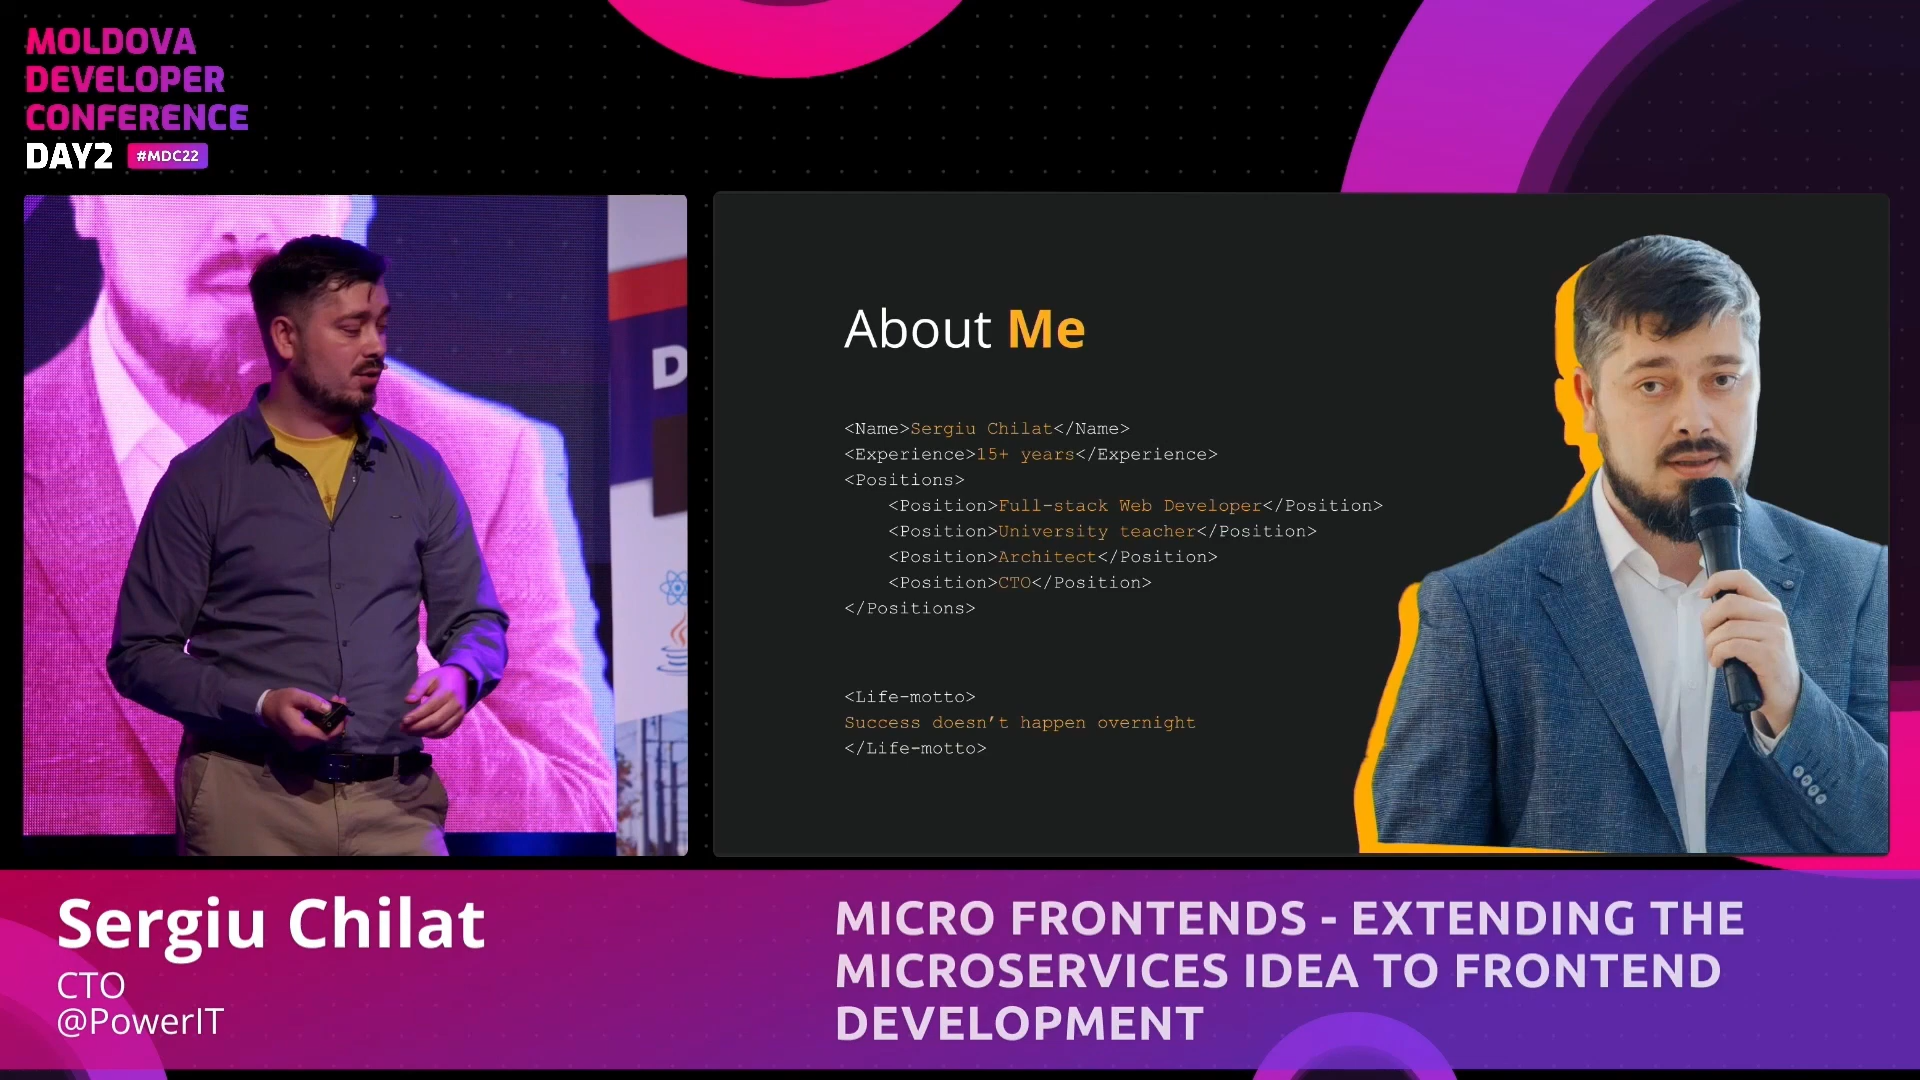 MOLDOVA
DEVELOPER
CONFERENCE
DAY2 #MDC22
D
About Me
<Name>Sergiu Chilat</Name>
<Experience>15+ years</Experience>
<Positions>
<Position>Full-stack Web Developer</Position>
<Position>University teacher</Position>
<Position>Architect</Position>
<Position>CTO</Position>
</Positions>
<Life-motto>
Success doesn’t happen overnight
</Life-motto>
Sergiu Chilat
CTO
@PowerIT
MICRO FRONTENDS - EXTENDING THE
MICROSERVICES IDEA TO FRONTEND
DEVELOPMENT